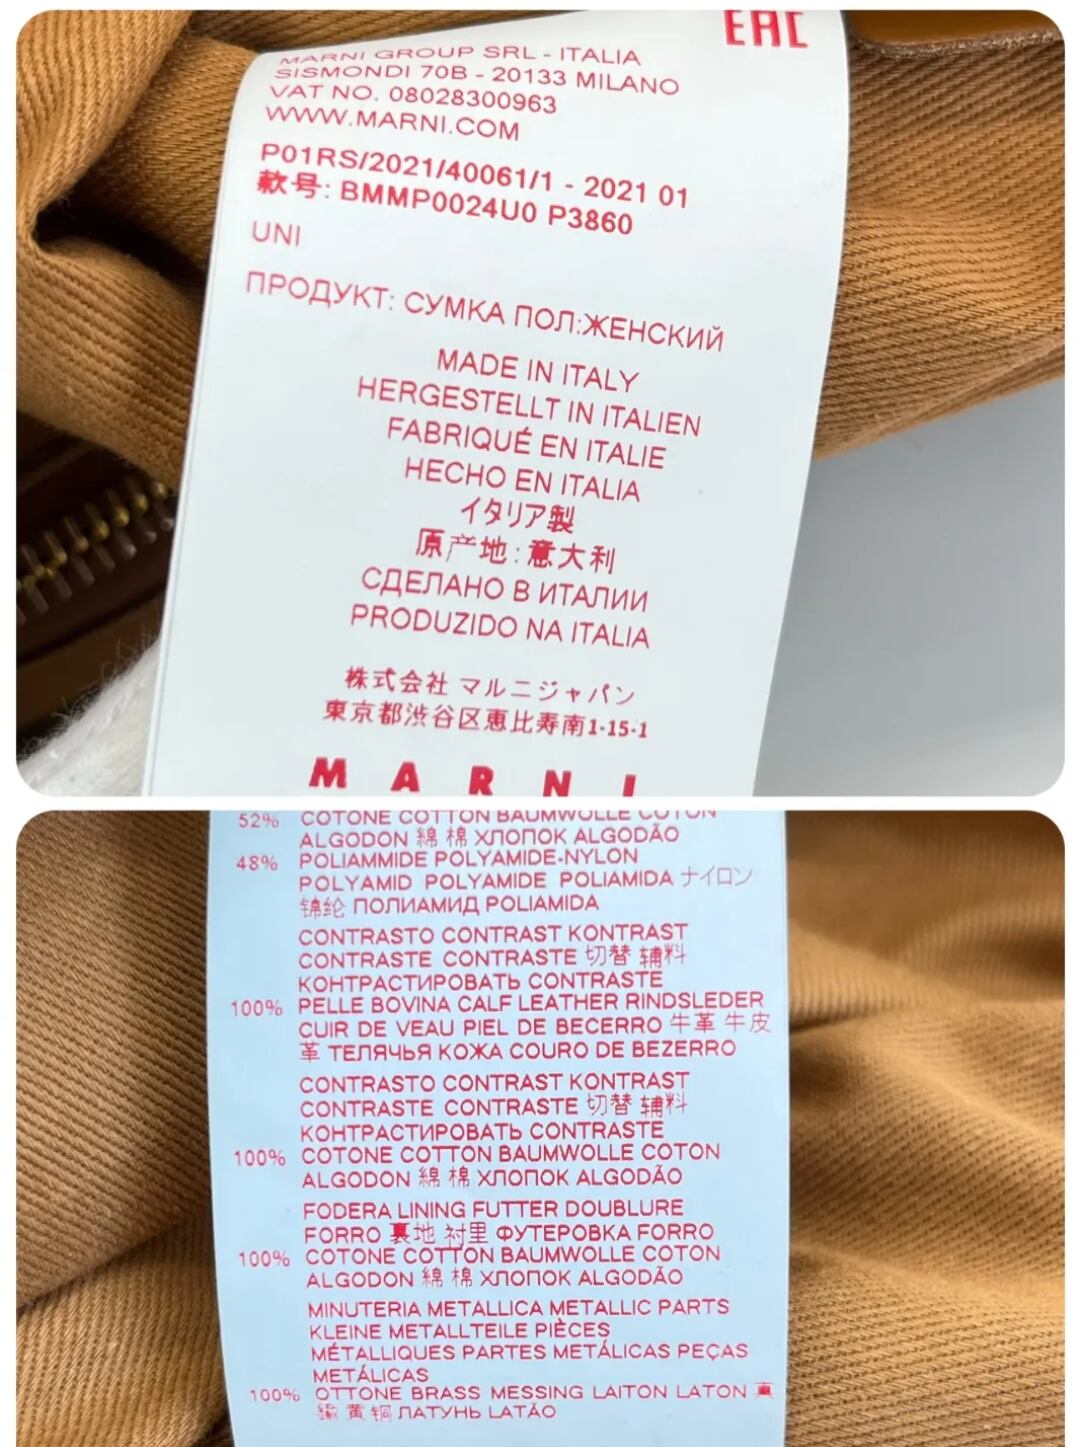 EAC
MARNI GROUP SRL - ITALIA
SISMONDI 70B - 20133 MILANO
VAT NO. 08028300963
WWW.MARNI.COM
P01RS/2021/40061/1 - 2021 01
款号: BMMP0024U0 P3860
UNI
ПРОДУКТ: СУМКА ПОЛ:ЖЕНСКИЙ
MADE IN ITALY
HERGESTELLT IN ITALIEN
FABRIQUÉ EN ITALIE
HECHO EN ITALIA
イタリア製
原产地:意大利
СДЕЛАНО В ИТАЛИИ
PRODUZIDO NA ITALIA
株式会社 マルニジャパン
東京都渋谷区恵比寿南1-15-1
MARNI
52% COTONE COTTON BAUMWOLLE COTON
ALGODON 綿 棉 ХЛОПОК ALGODÃO
48% POLIAMMIDE POLYAMIDE-NYLON
POLYAMID POLYAMIDE POLIAMIDA ナイロン
锦纶 ПОЛИАМИД POLIAMIDA
CONTRASTO CONTRAST KONTRAST
CONTRASTE CONTRASTE 切替 辅料
КОНТРАСТИРОВАТЬ CONTRASTE
100% PELLE BOVINA CALF LEATHER RINDSLEDER
CUIR DE VEAU PIEL DE BECERRO 牛革 牛皮
革 ТЕЛЯЧЬЯ КОЖА COURO DE BEZERRO
CONTRASTO CONTRAST KONTRAST
CONTRASTE CONTRASTE 切替 辅料
КОНТРАСТИРОВАТЬ CONTRASTE
100% COTONE COTTON BAUMWOLLE COTON
ALGODON 綿 棉 ХЛОПОК ALGODÃO
FODERA LINING FUTTER DOUBLURE
FORRO 裏地 衬里 ФУТЕРОВКА FORRO
100% COTONE COTTON BAUMWOLLE COTON
ALGODON 綿 棉 ХЛОПОК ALGODÃO
MINUTERIA METALLICA METALLIC PARTS
KLEINE METALLTEILE PIÈCES
MÉTALLIQUES PARTES METÁLICAS PEÇAS
METÁLICAS
100% OTTONE BRASS MESSING LAITON LATON 真
鍮 黄铜 ЛАТУНЬ LATÃO